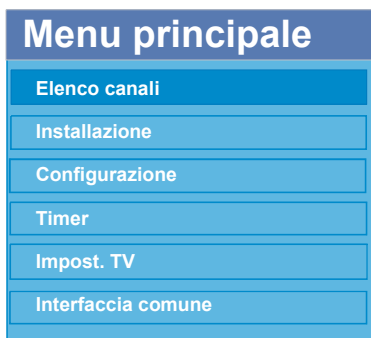 Menu principale
Elenco canali
Installazione
Configurazione
Timer
Impost. TV
Interfaccia comune